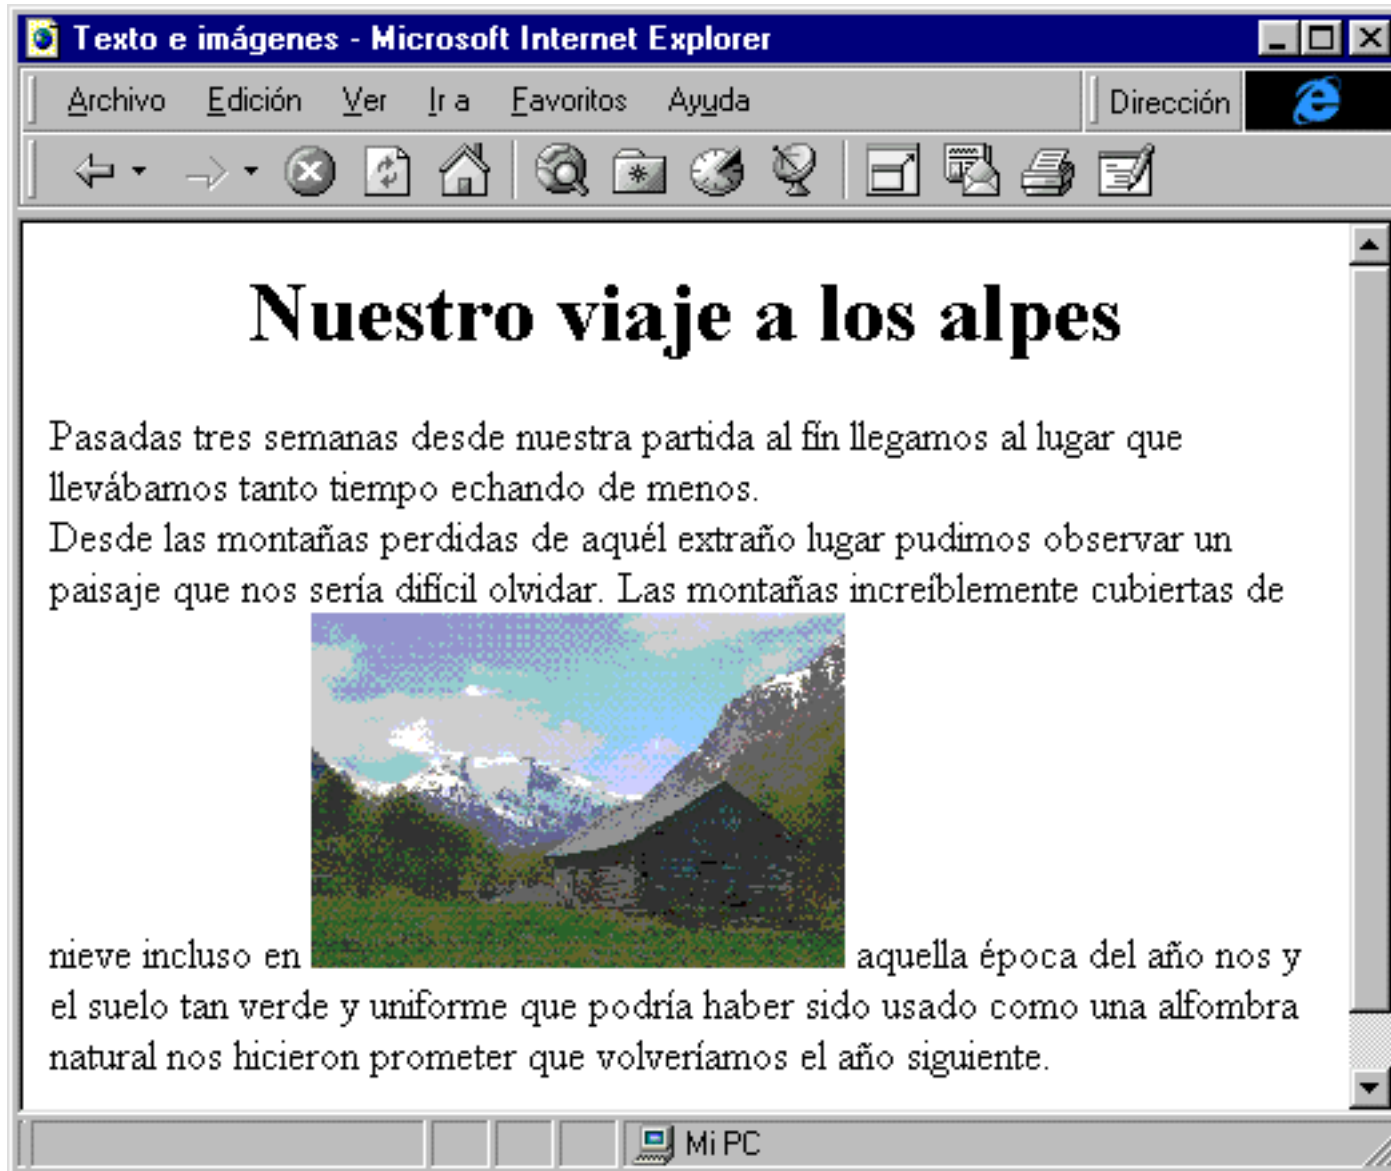 Texto e imágenes - Microsoft Internet Explorer
Archivo Edición Ver Ir a Favoritos Ayuda Dirección
Nuestro viaje a los alpes
Pasadas tres semanas desde nuestra partida al fín llegamos al lugar que
llevábamos tanto tiempo echando de menos.
Desde las montañas perdidas de aquél extraño lugar pudimos observar un
paisaje que nos sería difícil olvidar. Las montañas increíblemente cubiertas de
nieve incluso en aquella época del año nos y
el suelo tan verde y uniforme que podría haber sido usado como una alfombra
natural nos hicieron prometer que volveríamos el año siguiente.
Mi PC